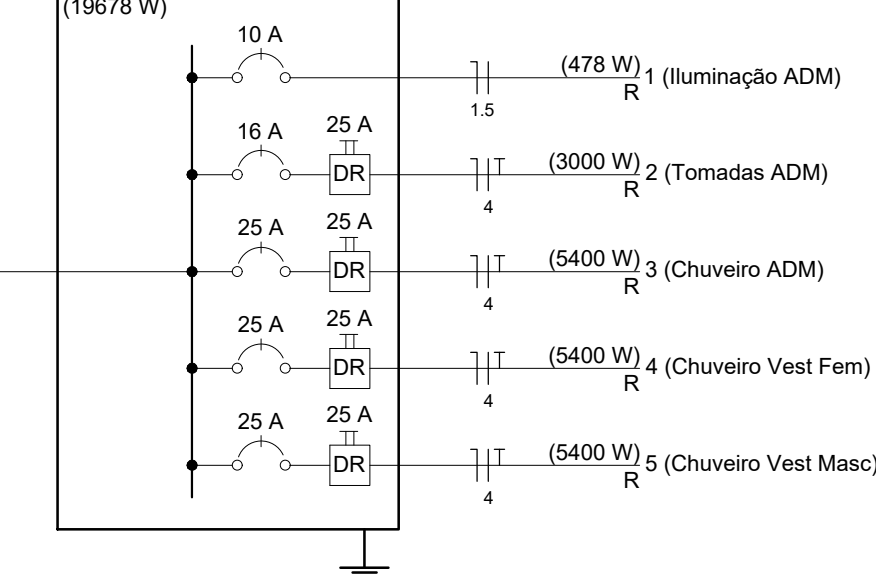 (19678 W)
10 A
(478 W)
R
1 (Iluminação ADM)
1.5
16 A
25 A
DR
(3000 W)
R
2 (Tomadas ADM)
4
25 A
25 A
DR
(5400 W)
R
3 (Chuveiro ADM)
4
25 A
25 A
DR
(5400 W)
R
4 (Chuveiro Vest Fem)
4
25 A
25 A
DR
(5400 W)
R
5 (Chuveiro Vest Masc)
4